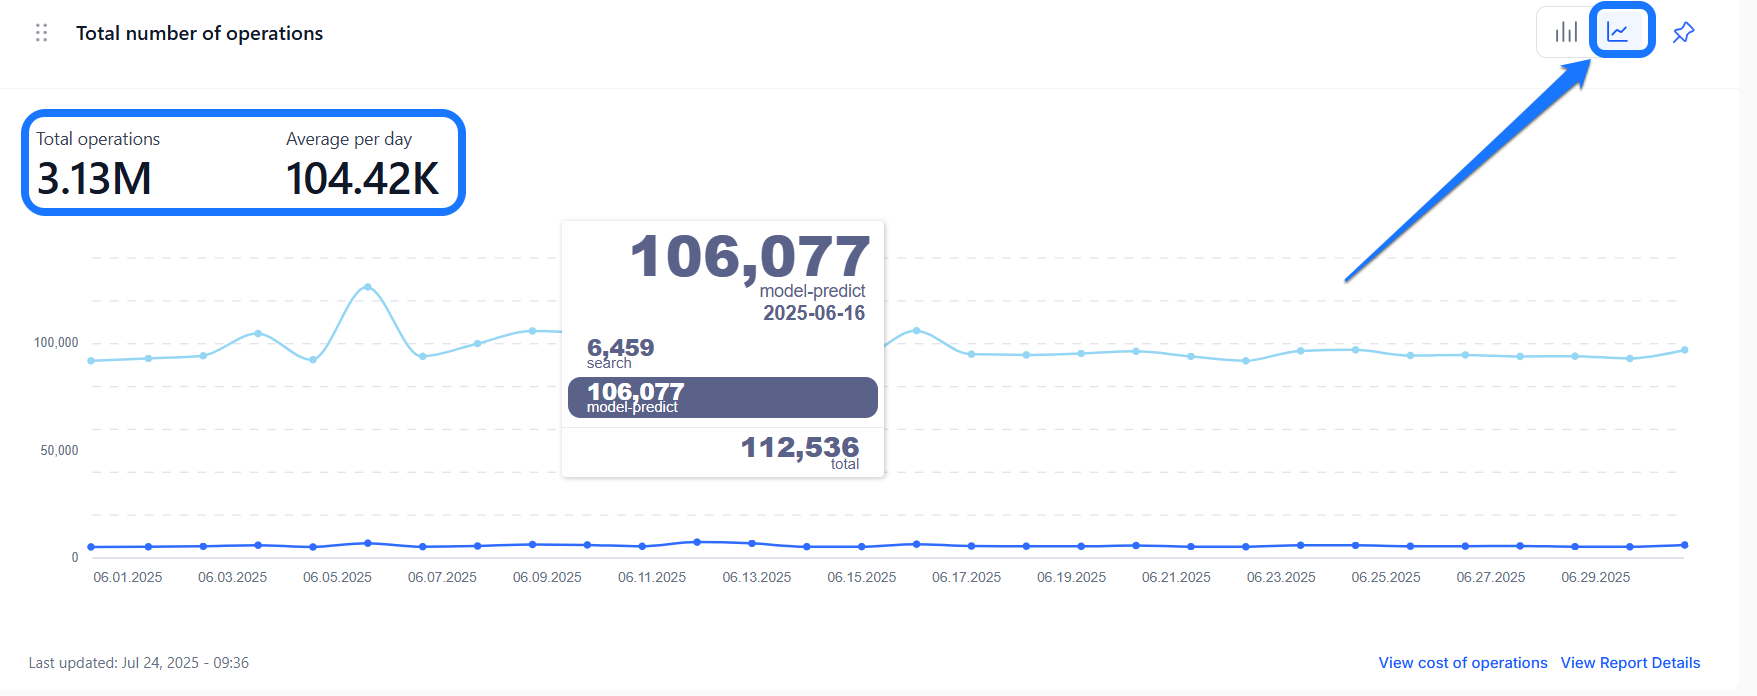 Total number of operations
Total operations
Average per day
3.13M
104.42K
106,077
model-predict
2025-06-16
6,459
search
106,077
model-predict
112,536
total
100,000
50,000
0
06.01.2025 06.03.2025 06.05.2025 06.07.2025 06.09.2025 06.11.2025 06.13.2025 06.15.2025 06.17.2025 06.19.2025 06.21.2025 06.23.2025 06.25.2025 06.27.2025 06.29.2025
Last updated: Jul 24, 2025 - 09:36
View cost of operations
View Report Details